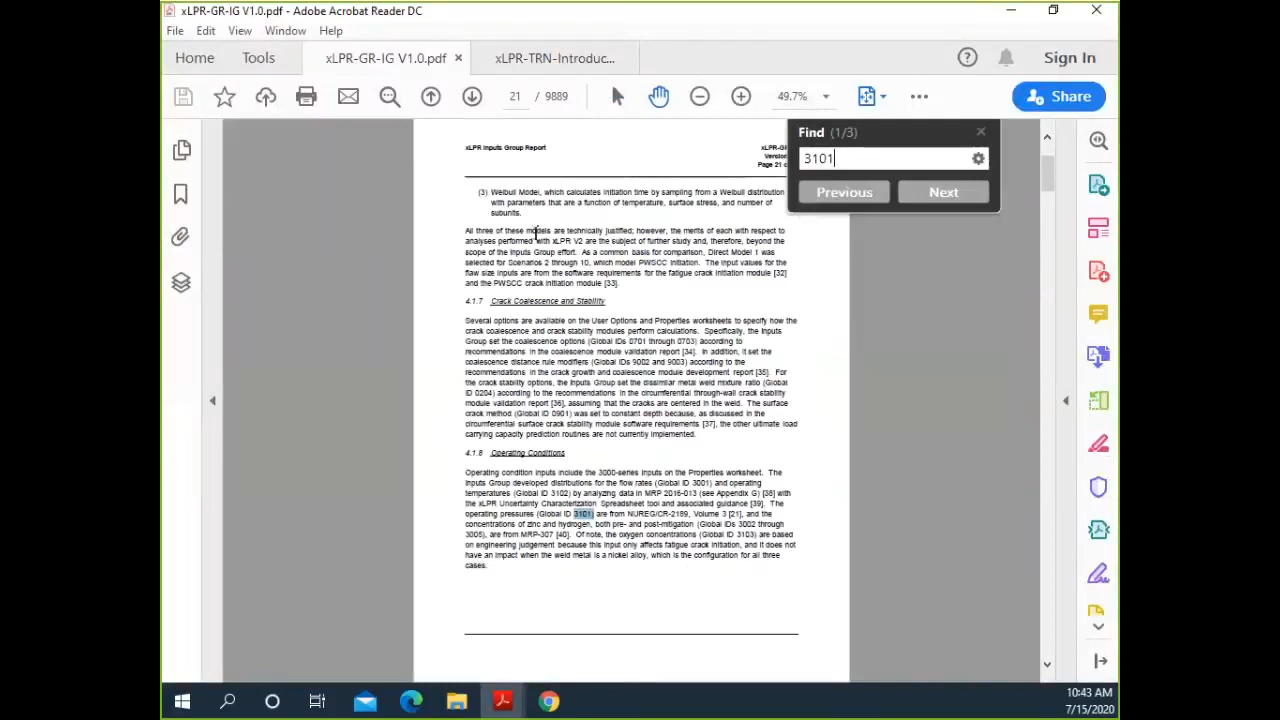 xLPR-GR-IG V1.0.pdf - Adobe Acrobat Reader DC
File Edit View Window Help
Home Tools xLPR-GR-IG V1.0.pdf × xLPR-TRN-Introduc... Sign In
21 / 9889 49.7% Share
Find (1/3)
3101
Previous Next
xLPR Inputs Group Report xLPR-G
Version
Page 21 o
(3) Weibull Model, which calculates initiation time by sampling from a Weibull distribution
with parameters that are a function of temperature, surface stress, and number of
subunits.
All three of these models are technically justified; however, the merits of each with respect to
analyses performed with xLPR V2 are the subject of further study and, therefore, beyond the
scope of the Inputs Group effort. As a common basis for comparison, Direct Model 1 was
selected for Scenarios 2 through 10, which model PWSCC initiation. The input values for the
flaw size inputs are from the software requirements for the fatigue crack initiation module [32]
and the PWSCC crack initiation module [33].
4.1.7 Crack Coalescence and Stability
Several options are available on the User Options and Properties worksheets to specify how the
crack coalescence and crack stability modules perform calculations. Specifically, the Inputs
Group set the coalescence options (Global IDs 0701 through 0703) according to
recommendations in the coalescence module validation report [34]. In addition, it set the
coalescence distance rule modifiers (Global IDs 9002 and 9003) according to the
recommendations in the crack growth and coalescence module development report [35]. For
the crack stability options, the Inputs Group set the dissimilar metal weld mixture ratio (Global
ID 0204) according to the recommendations in the circumferential through-wall crack stability
module validation report [36], assuming that the cracks are centered in the weld. The surface
crack method (Global ID 0901) was set to constant depth because, as discussed in the
circumferential surface crack stability module software requirements [37], the other ultimate load
carrying capacity prediction routines are not currently implemented.
4.1.8 Operating Conditions
Operating condition inputs include the 3000-series inputs on the Properties worksheet. The
Inputs Group developed distributions for the flow rates (Global ID 3001) and operating
temperatures (Global ID 3102) by analyzing data in MRP 2016-013 (see Appendix G) [38] with
the xLPR Uncertainty Characterization Spreadsheet tool and associated guidance [39]. The
operating pressures (Global ID 3101) are from NUREG/CR-2189, Volume 3 [21], and the
concentrations of zinc and hydrogen, both pre- and post-mitigation (Global IDs 3002 through
3005), are from MRP-307 [40]. Of note, the oxygen concentrations (Global ID 3103) are based
on engineering judgement because this input only affects fatigue crack initiation, and it does not
have an impact when the weld metal is a nickel alloy, which is the configuration for all three
cases.
10:43 AM
7/15/2020